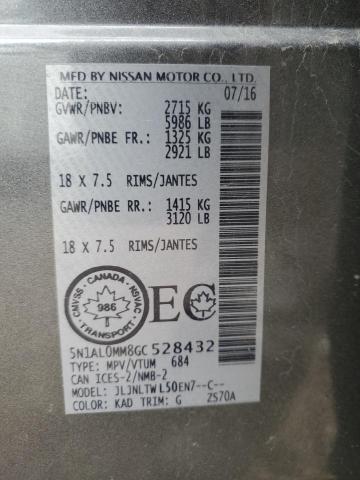 MFD BY NISSAN MOTOR CO., LTD.
DATE: 07/16
GVWR/PNBV: 2715 KG
5986 LB
GAWR/PNBE FR.: 1325 KG
2921 LB
18 X 7.5 RIMS/JANTES
GAWR/PNBE RR.: 1415 KG
3120 LB
18 X 7.5 RIMS/JANTES
CMVSS · CANADA · NSVAC
986
TRANSPORT
EC
5N1AL0MM8GC528432
TYPE: MPV/VTUM 684
CAN ICES-2/NMB-2
MODEL: JLJNLTWL50EN7--C--
COLOR: KAD TRIM: G ZS70A